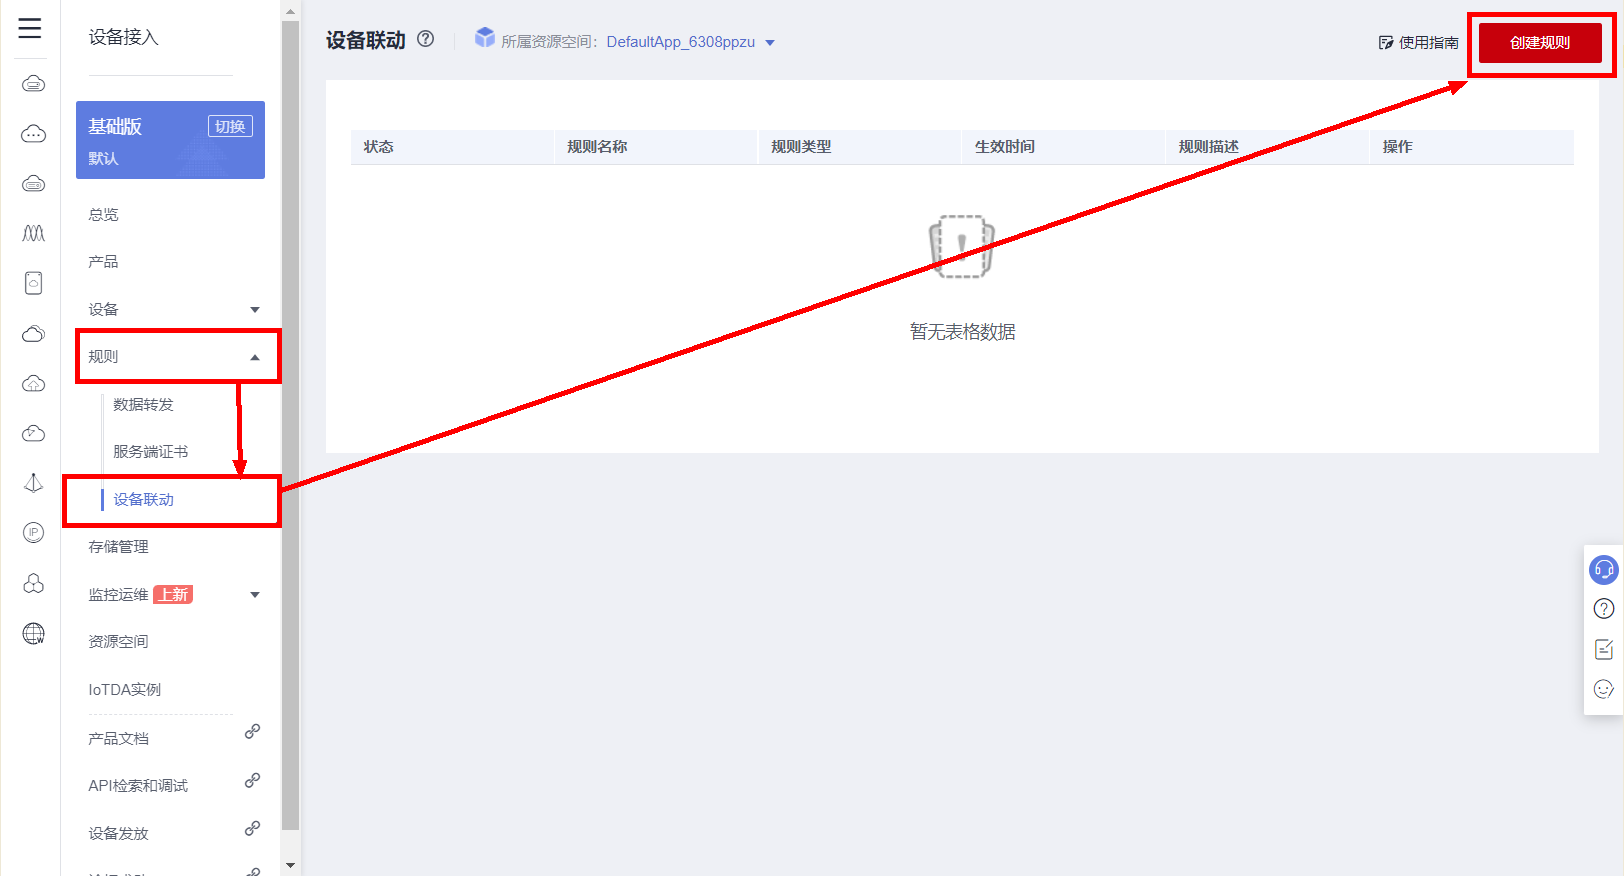 设备接入
基础版
切换
默认
总览
产品
设备
规则
数据转发
服务端证书
设备联动
存储管理
监控运维 上新
资源空间
IoTDA实例
产品文档
API检索和调试
设备发放
设备联动
所属资源空间: DefaultApp_6308ppzu
使用指南
创建规则
状态 规则名称 规则类型 生效时间 规则描述 操作
暂无表格数据
IP
W